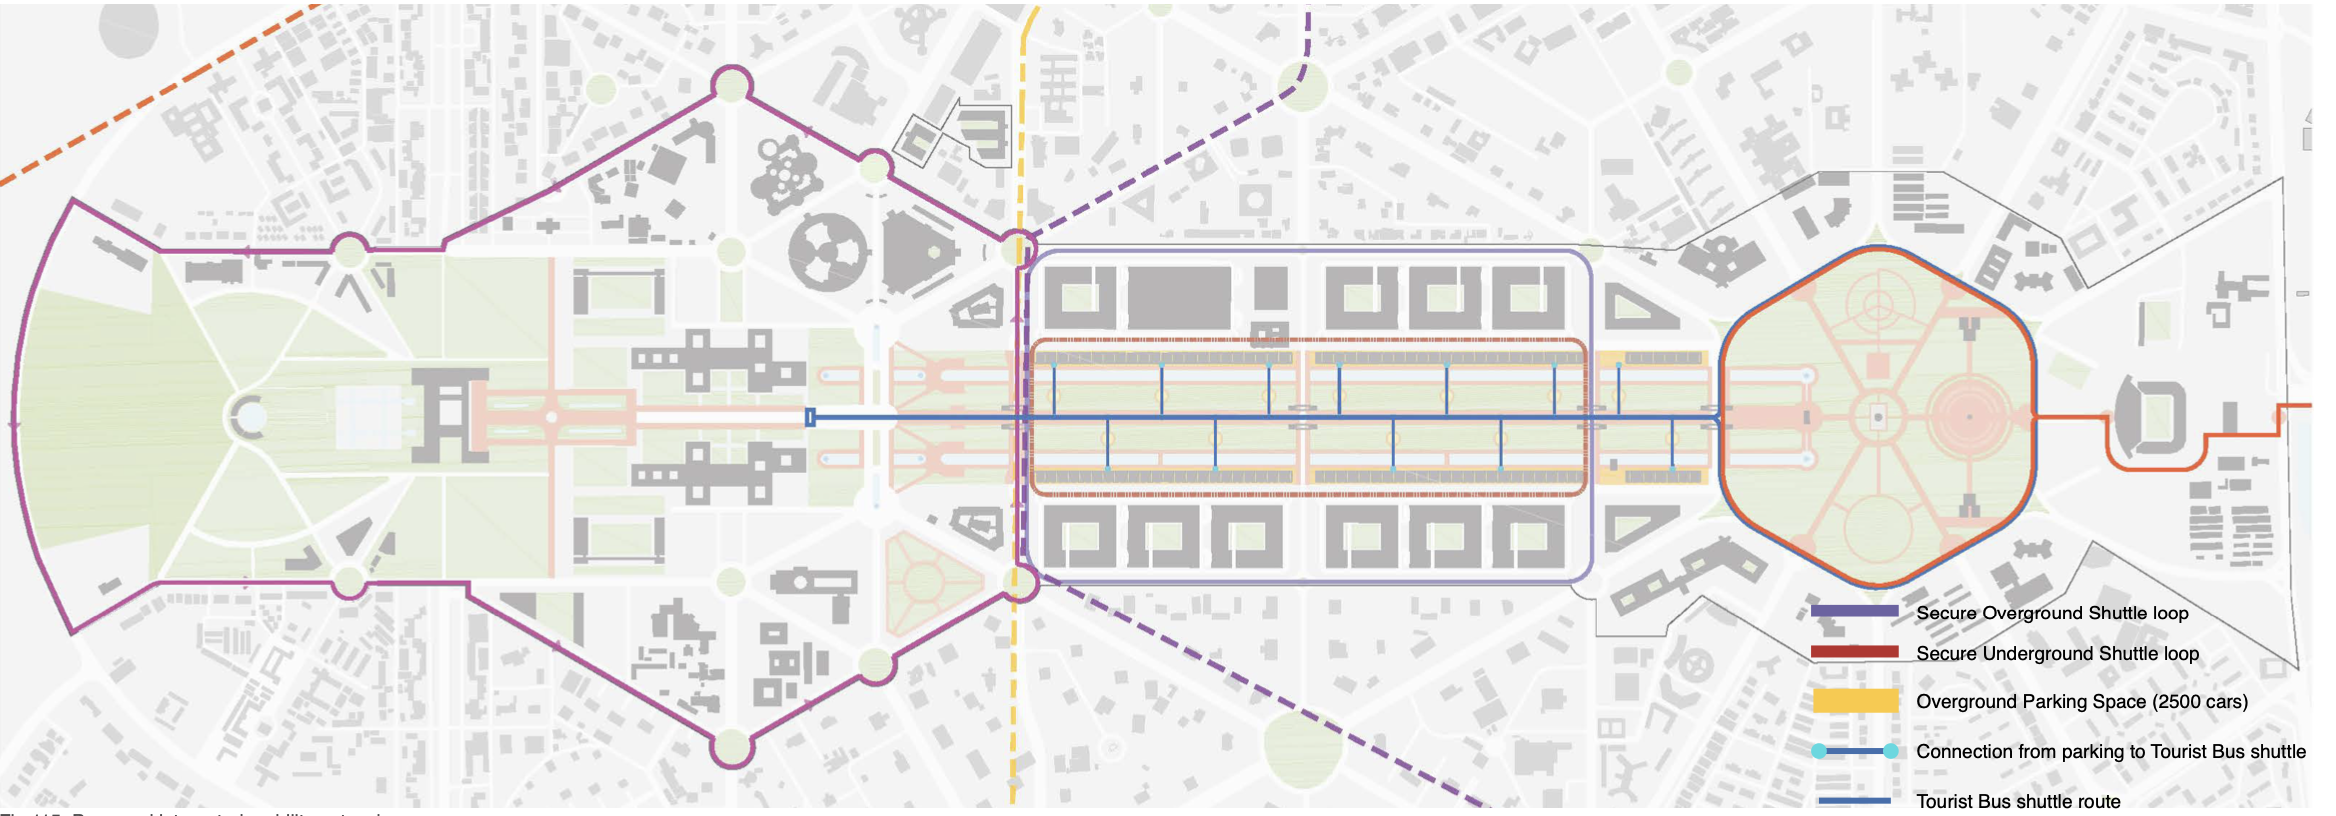 Secure Overground Shuttle loop
Secure Underground Shuttle loop
Overground Parking Space (2500 cars)
Connection from parking to Tourist Bus shuttle
Tourist Bus shuttle route